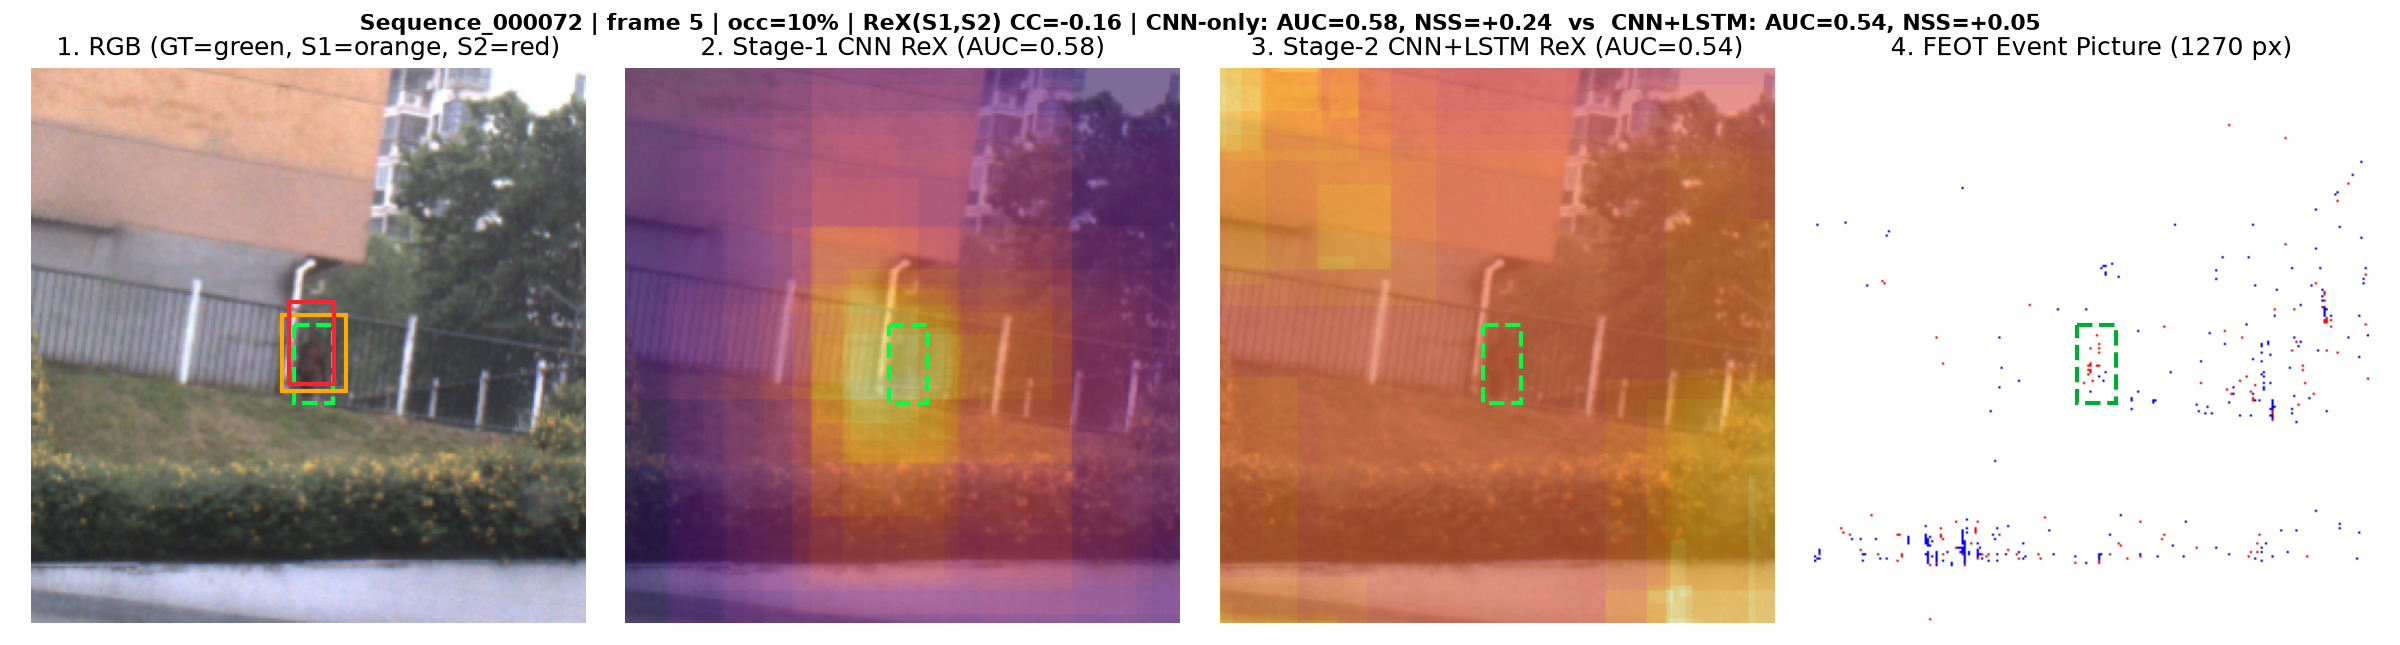 Sequence_000072 | frame 5 | occ=10% | ReX(S1,S2) CC=-0.16 | CNN-only: AUC=0.58, NSS=+0.24 vs CNN+LSTM: AUC=0.54, NSS=+0.05
1. RGB (GT=green, S1=orange, S2=red)
2. Stage-1 CNN ReX (AUC=0.58)
3. Stage-2 CNN+LSTM ReX (AUC=0.54)
4. FEOT Event Picture (1270 px)